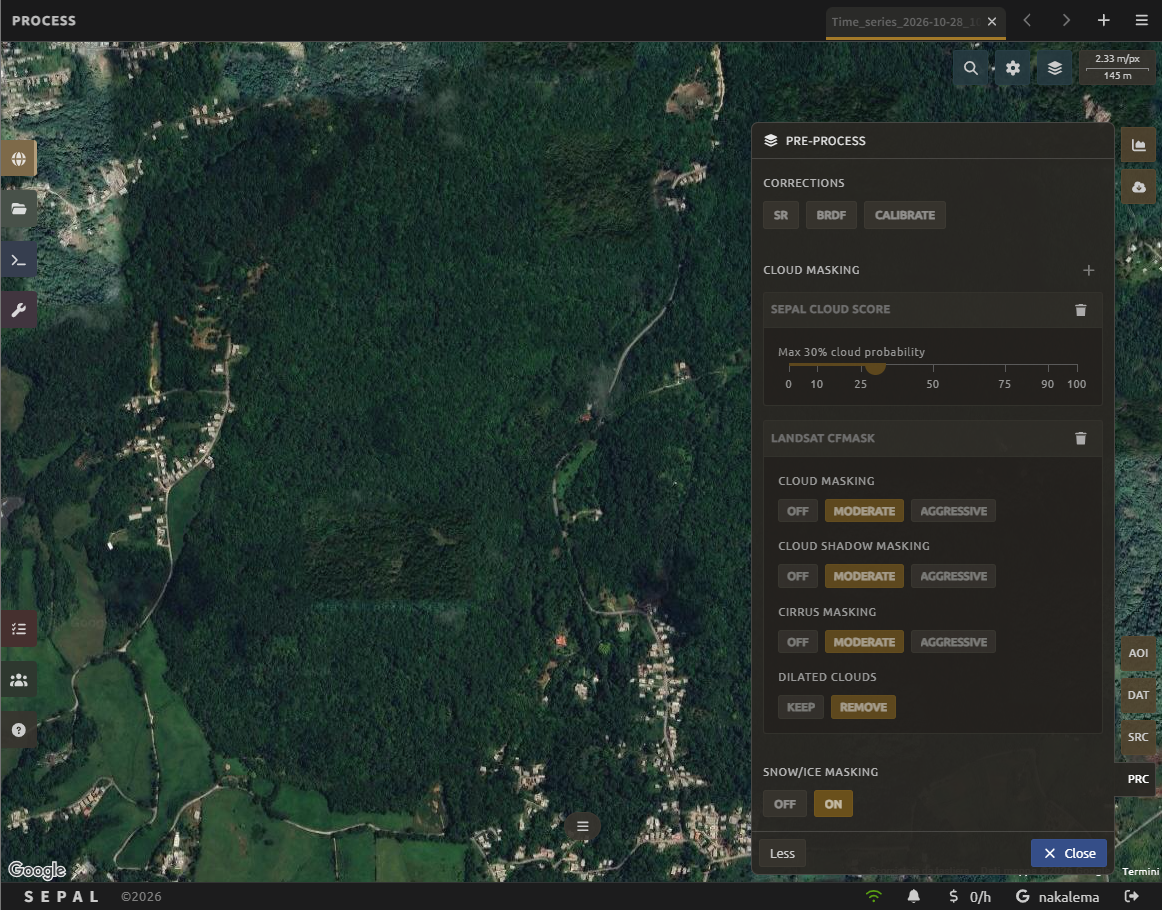 PROCESS
Time_series_2026-10-28_10
2.33 m/px
145 m
PRE-PROCESS
CORRECTIONS
SR BRDF CALIBRATE
CLOUD MASKING
SEPAL CLOUD SCORE
Max 30% cloud probability
0 10 25 50 75 90 100
LANDSAT CFMASK
CLOUD MASKING
OFF MODERATE AGGRESSIVE
CLOUD SHADOW MASKING
OFF MODERATE AGGRESSIVE
CIRRUS MASKING
OFF MODERATE AGGRESSIVE
DILATED CLOUDS
KEEP REMOVE
SNOW/ICE MASKING
OFF ON
Less Close
AOI
DAT
SRC
PRC
Google
Termini
SEPAL ©2026
$ 0/h G nakalema